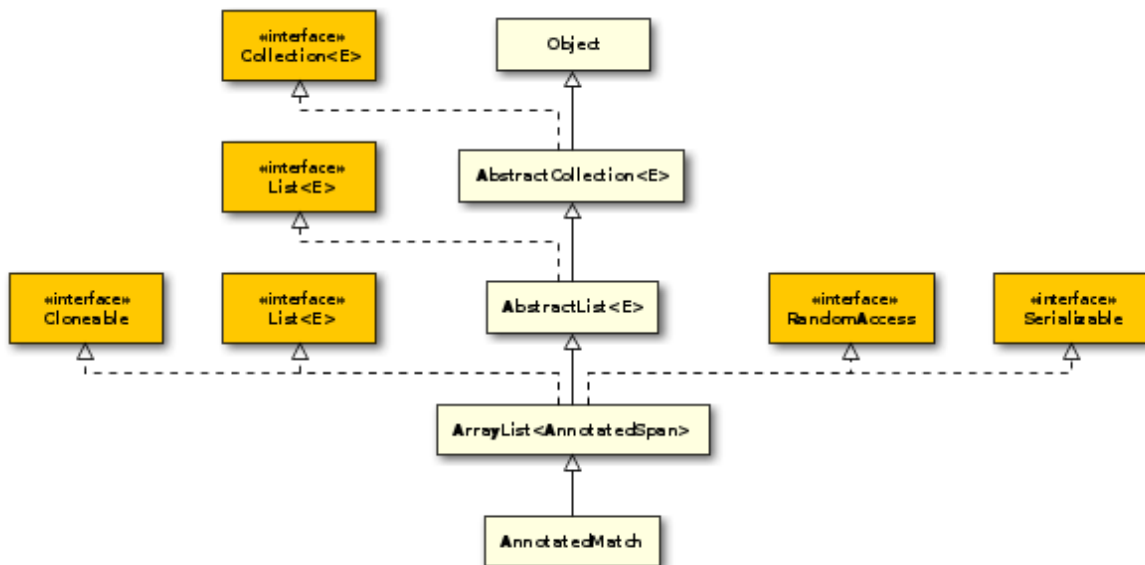 «interface»
Collection<E>
Object
«interface»
List<E>
AbstractCollection<E>
«interface»
Cloneable
«interface»
List<E>
AbstractList<E>
«interface»
RandomAccess
«interface»
Serializable
ArrayList<AnnotatedSpan>
AnnotatedMatch